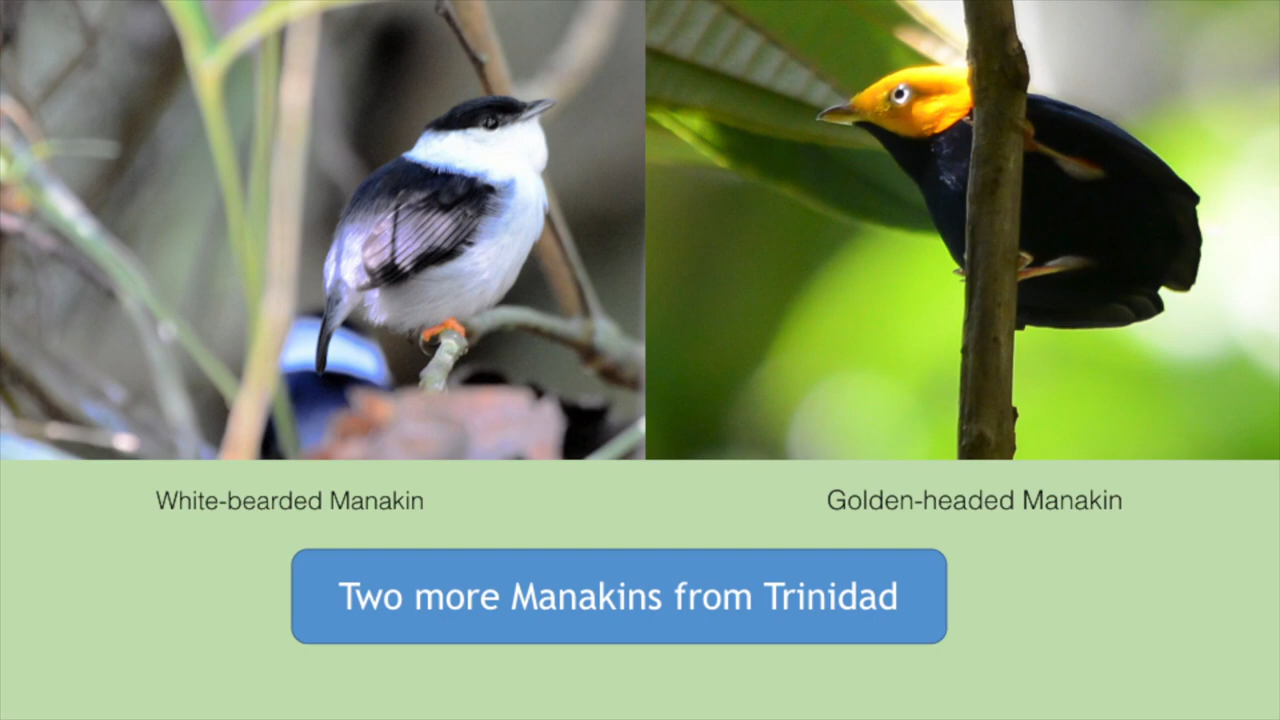 White-bearded Manakin
Golden-headed Manakin
Two more Manakins from Trinidad